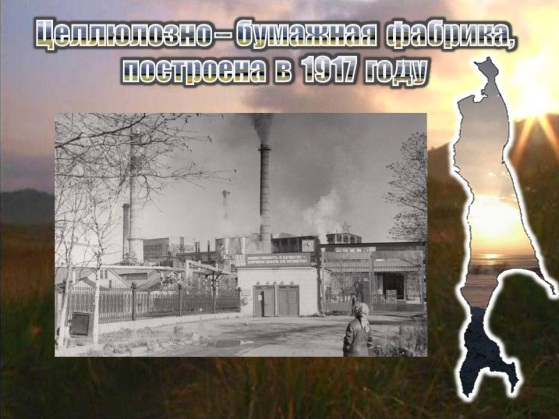 Целлюлозно – бумажная фабрика,
построена в 1917 году